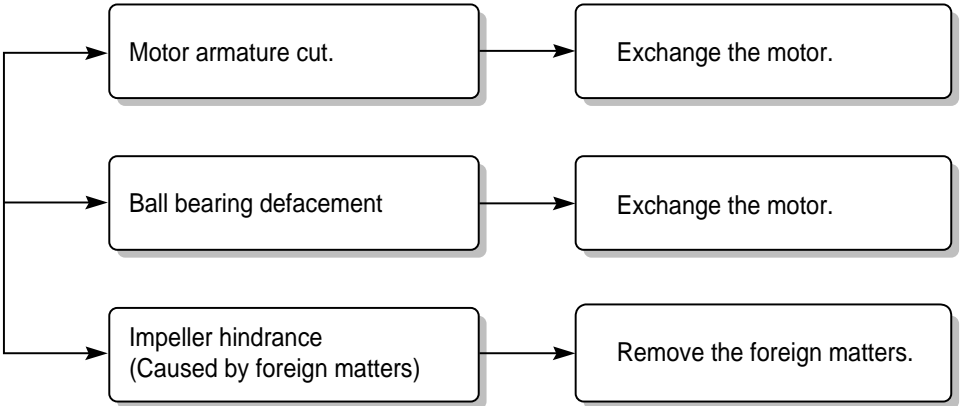 Motor armature cut.
Exchange the motor.
Ball bearing defacement
Exchange the motor.
Impeller hindrance
(Caused by foreign matters)
Remove the foreign matters.